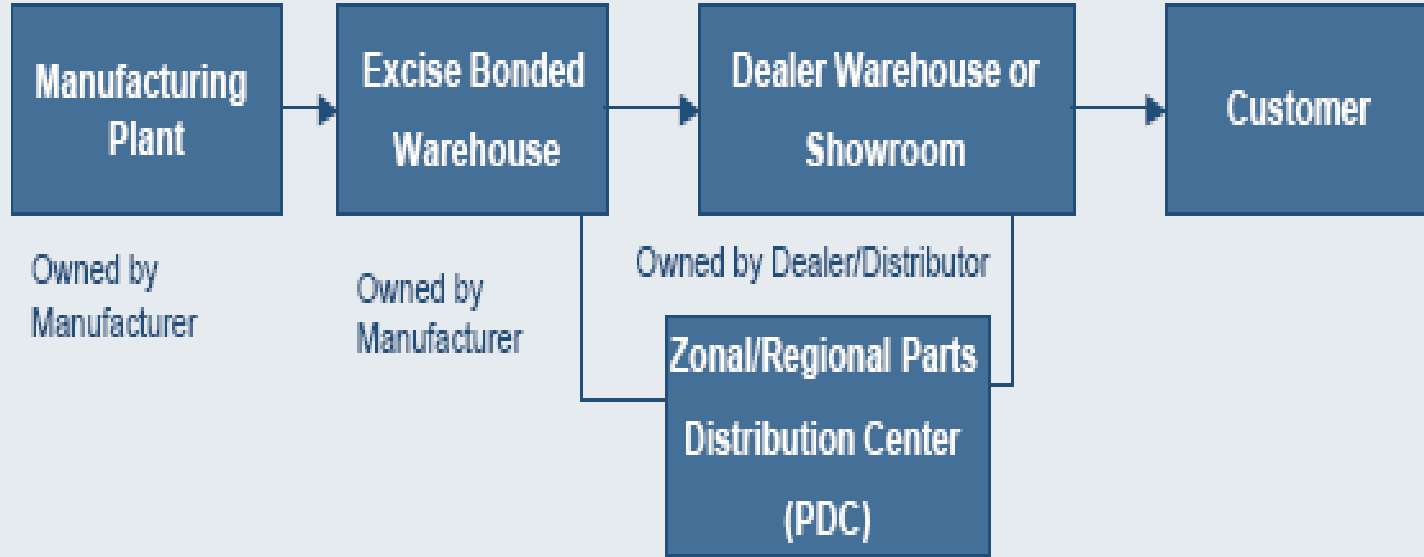 Manufacturing
Plant
Excise Bonded
Warehouse
Dealer Warehouse or
Showroom
Customer
Owned by
Manufacturer
Owned by
Manufacturer
Owned by Dealer/Distributor
Zonal/Regional Parts
Distribution Center
(PDC)